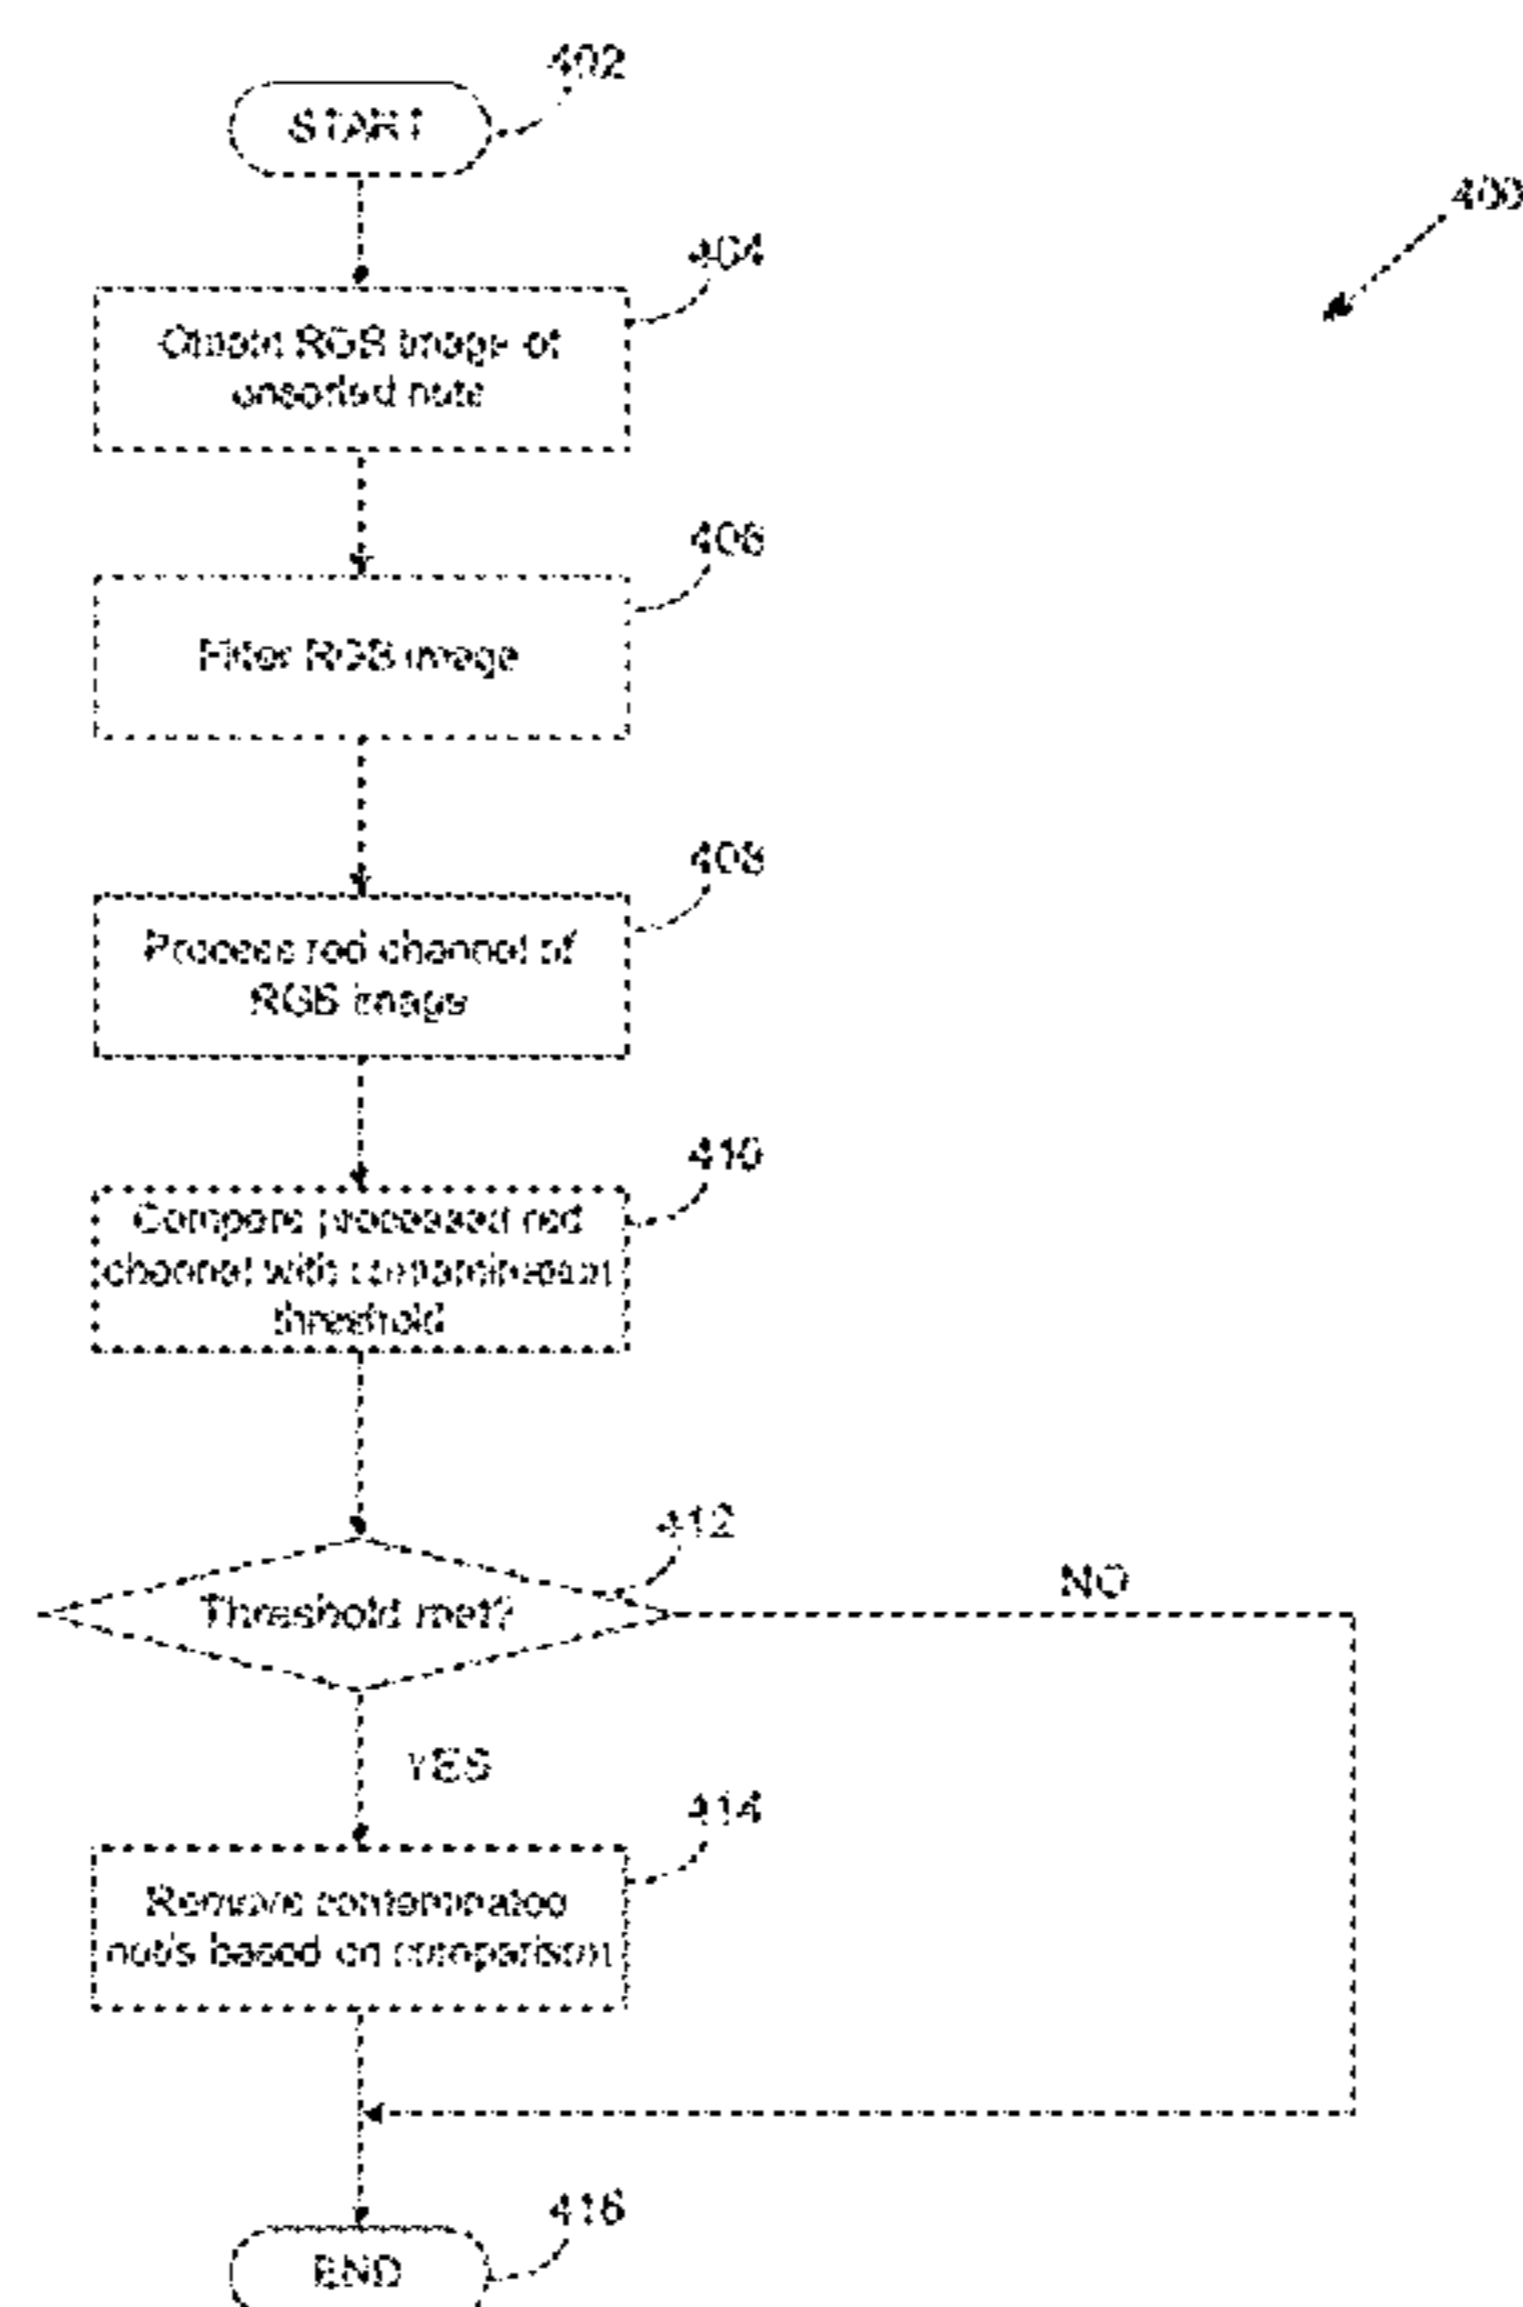 402
START
400
404
Obtain RGB image of
unsorted nuts
406
Filter RGB image
408
Process red channel of
RGB image
410
Compare processed red
channel with contamination
threshold
412
Threshold met?
NO
YES
414
Remove contaminated
nuts based on comparison
416
END